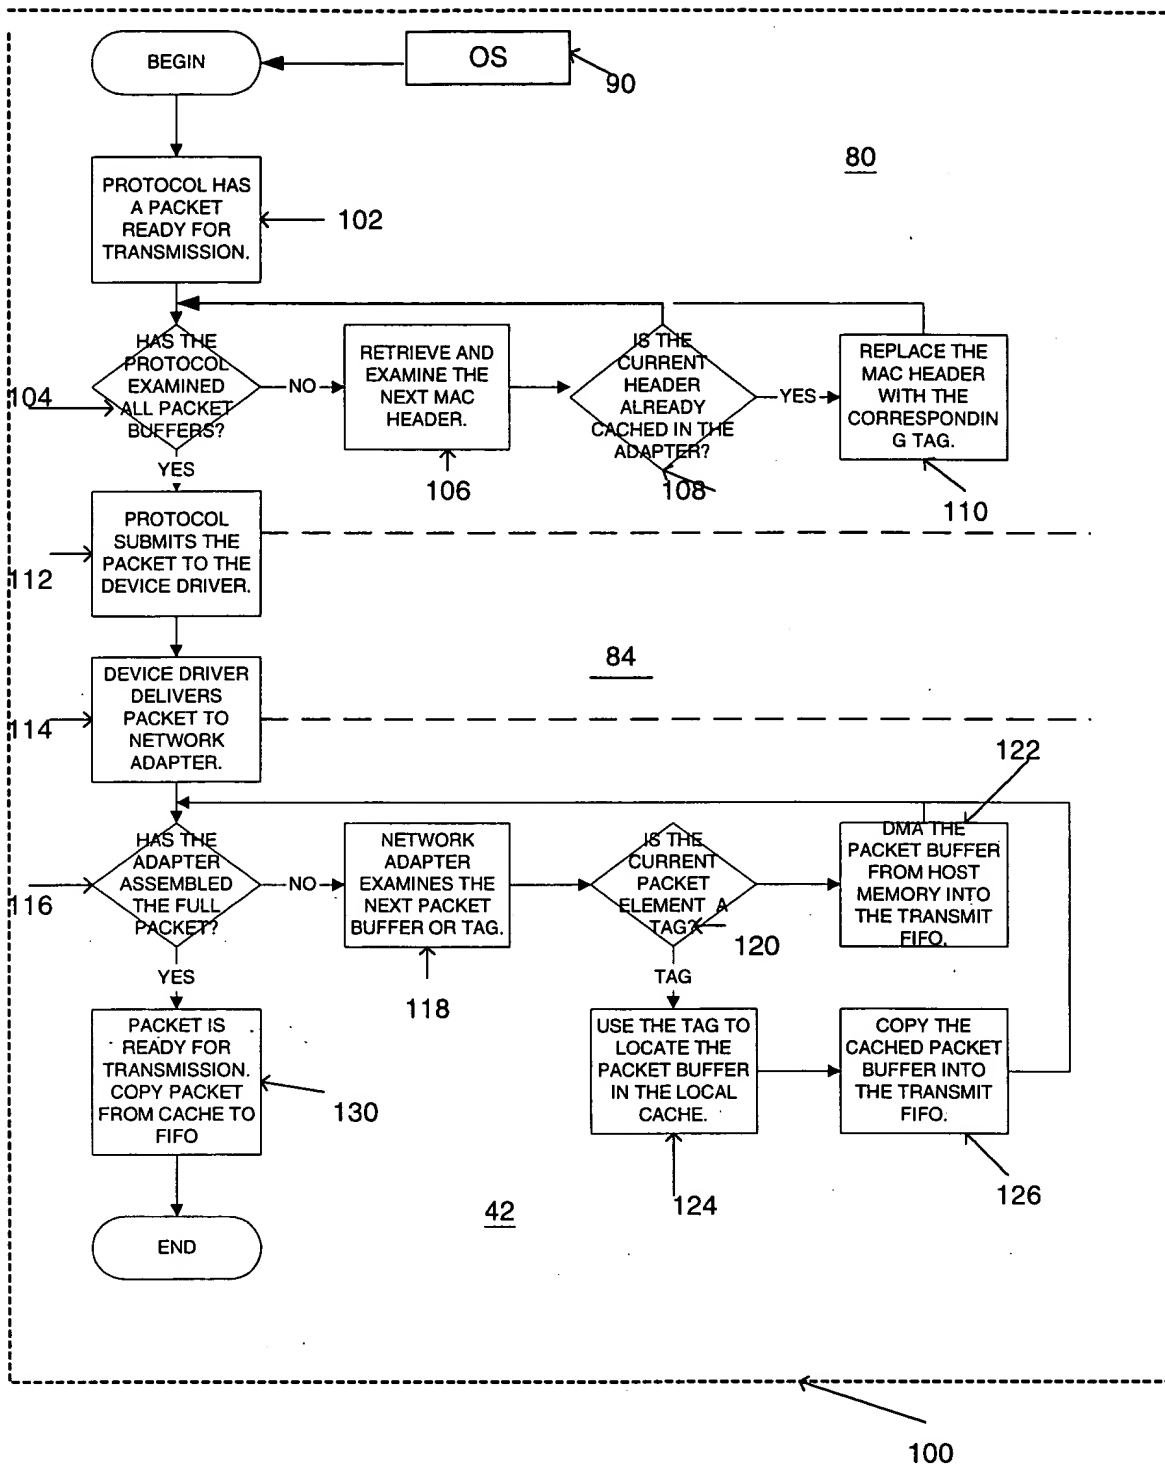 BEGIN
OS
90
80
PROTOCOL HAS
A PACKET
READY FOR
TRANSMISSION.
102
HAS THE
PROTOCOL
EXAMINED
ALL PACKET
BUFFERS?
104
NO
RETRIEVE AND
EXAMINE THE
NEXT MAC
HEADER.
106
IS THE
CURRENT
HEADER
ALREADY
CACHED IN THE
ADAPTER?
108
YES
REPLACE THE
MAC HEADER
WITH THE
CORRESPONDIN
G TAG.
110
YES
PROTOCOL
SUBMITS THE
PACKET TO THE
DEVICE DRIVER.
112
84
DEVICE DRIVER
DELIVERS
PACKET TO
NETWORK
ADAPTER.
114
122
HAS THE
ADAPTER
ASSEMBLED
THE FULL
PACKET?
116
NO
NETWORK
ADAPTER
EXAMINES THE
NEXT PACKET
BUFFER OR TAG.
118
IS THE
CURRENT
PACKET
ELEMENT A
TAG?
120
DMA THE
PACKET BUFFER
FROM HOST
MEMORY INTO
THE TRANSMIT
FIFO.
YES
TAG
PACKET IS
READY FOR
TRANSMISSION.
COPY PACKET
FROM CACHE TO
FIFO
130
USE THE TAG TO
LOCATE THE
PACKET BUFFER
IN THE LOCAL
CACHE.
124
COPY THE
CACHED PACKET
BUFFER INTO
THE TRANSMIT
FIFO.
126
42
END
100